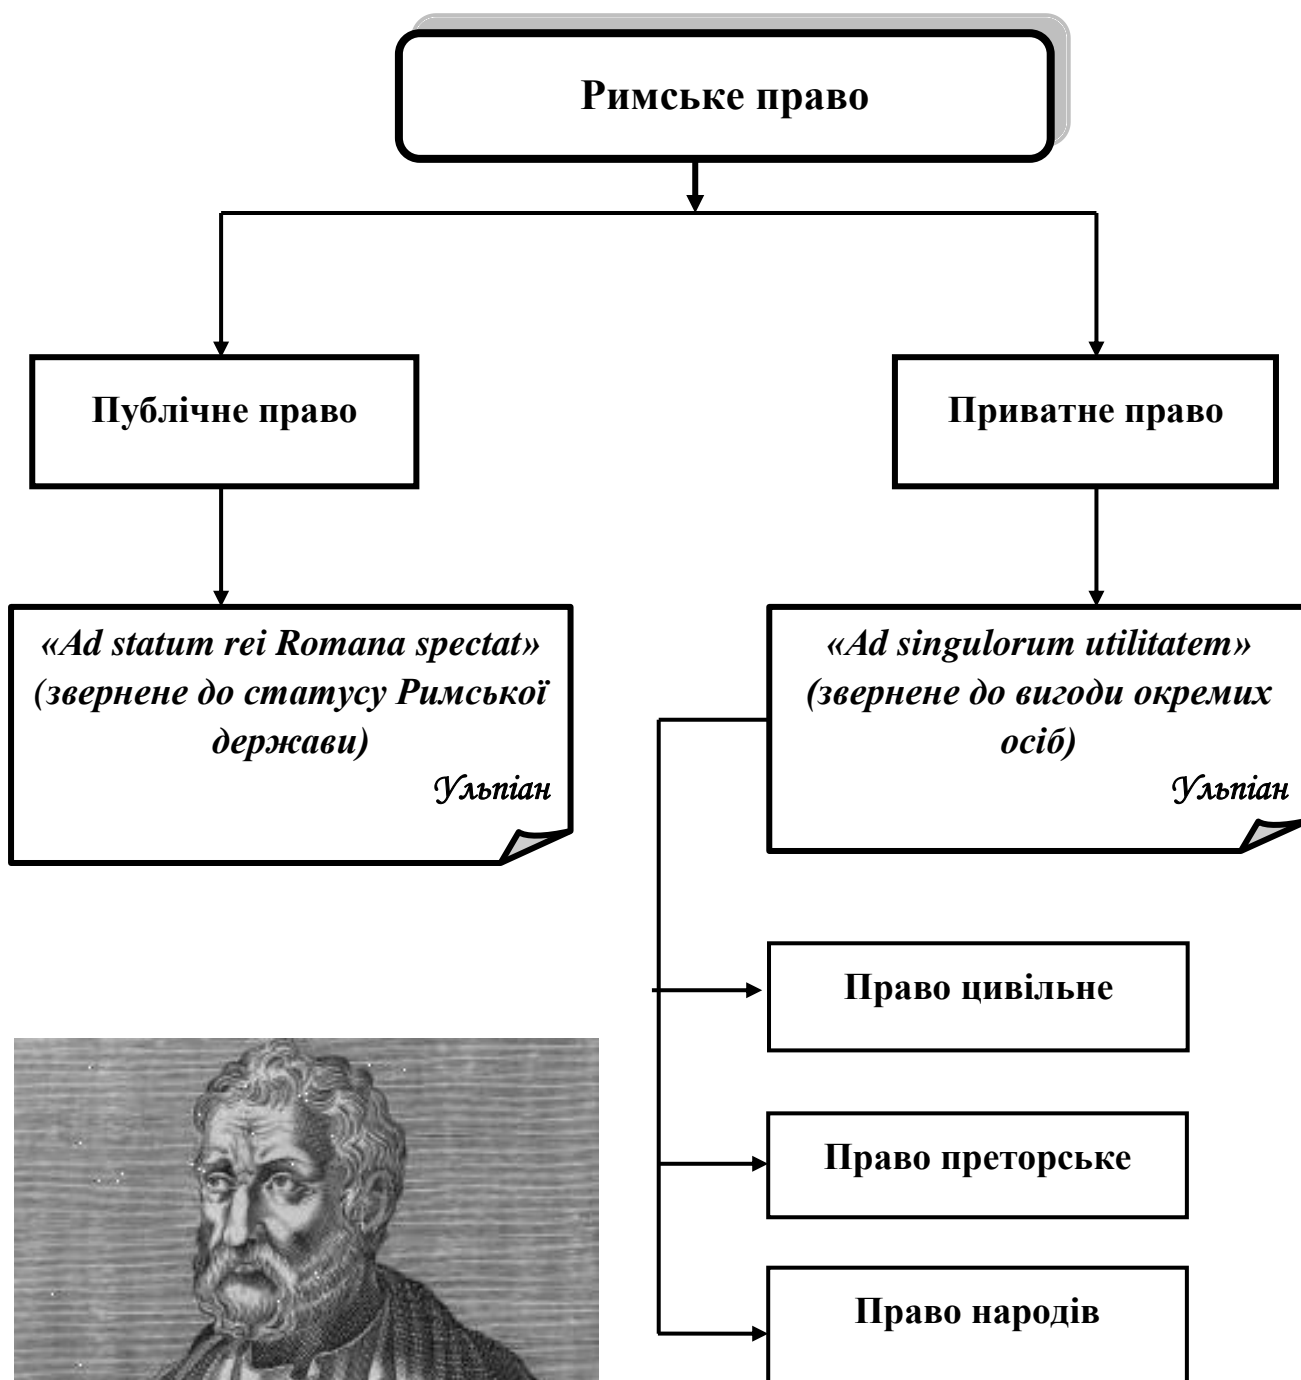 Римське право
Публічне право
Приватне право
«Ad statum rei Romana spectat»
(звернене до статусу Римської
держави)
Ульпіан
«Ad singulorum utilitatem»
(звернене до вигоди окремих
осіб)
Ульпіан
Право цивільне
Право преторське
Право народів